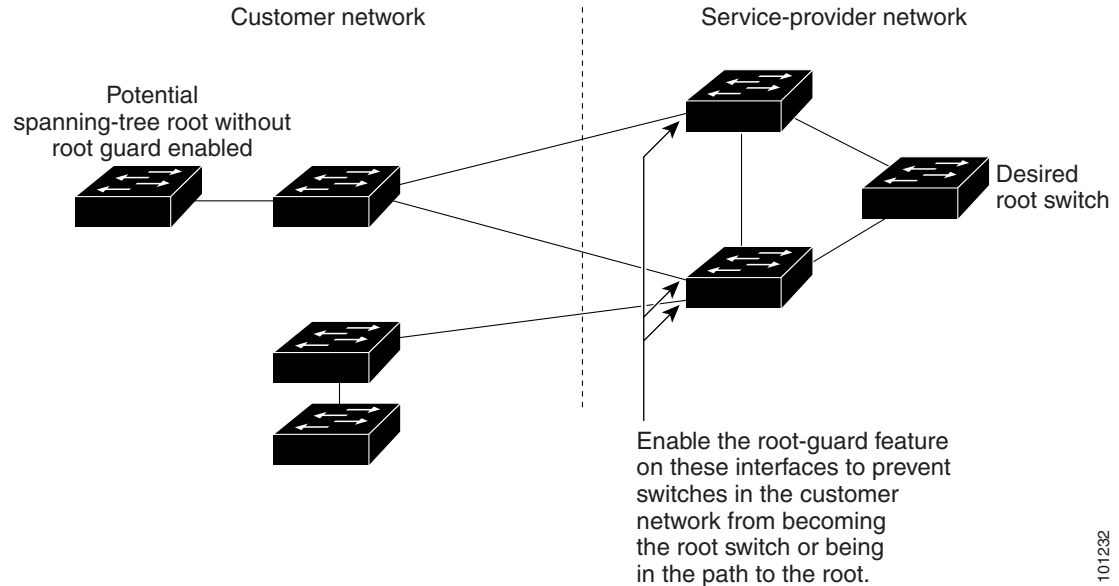 Customer network
Service-provider network
Potential
spanning-tree root without
root guard enabled
Desired
root switch
Enable the root-guard feature
on these interfaces to prevent
switches in the customer
network from becoming
the root switch or being
in the path to the root.
101232